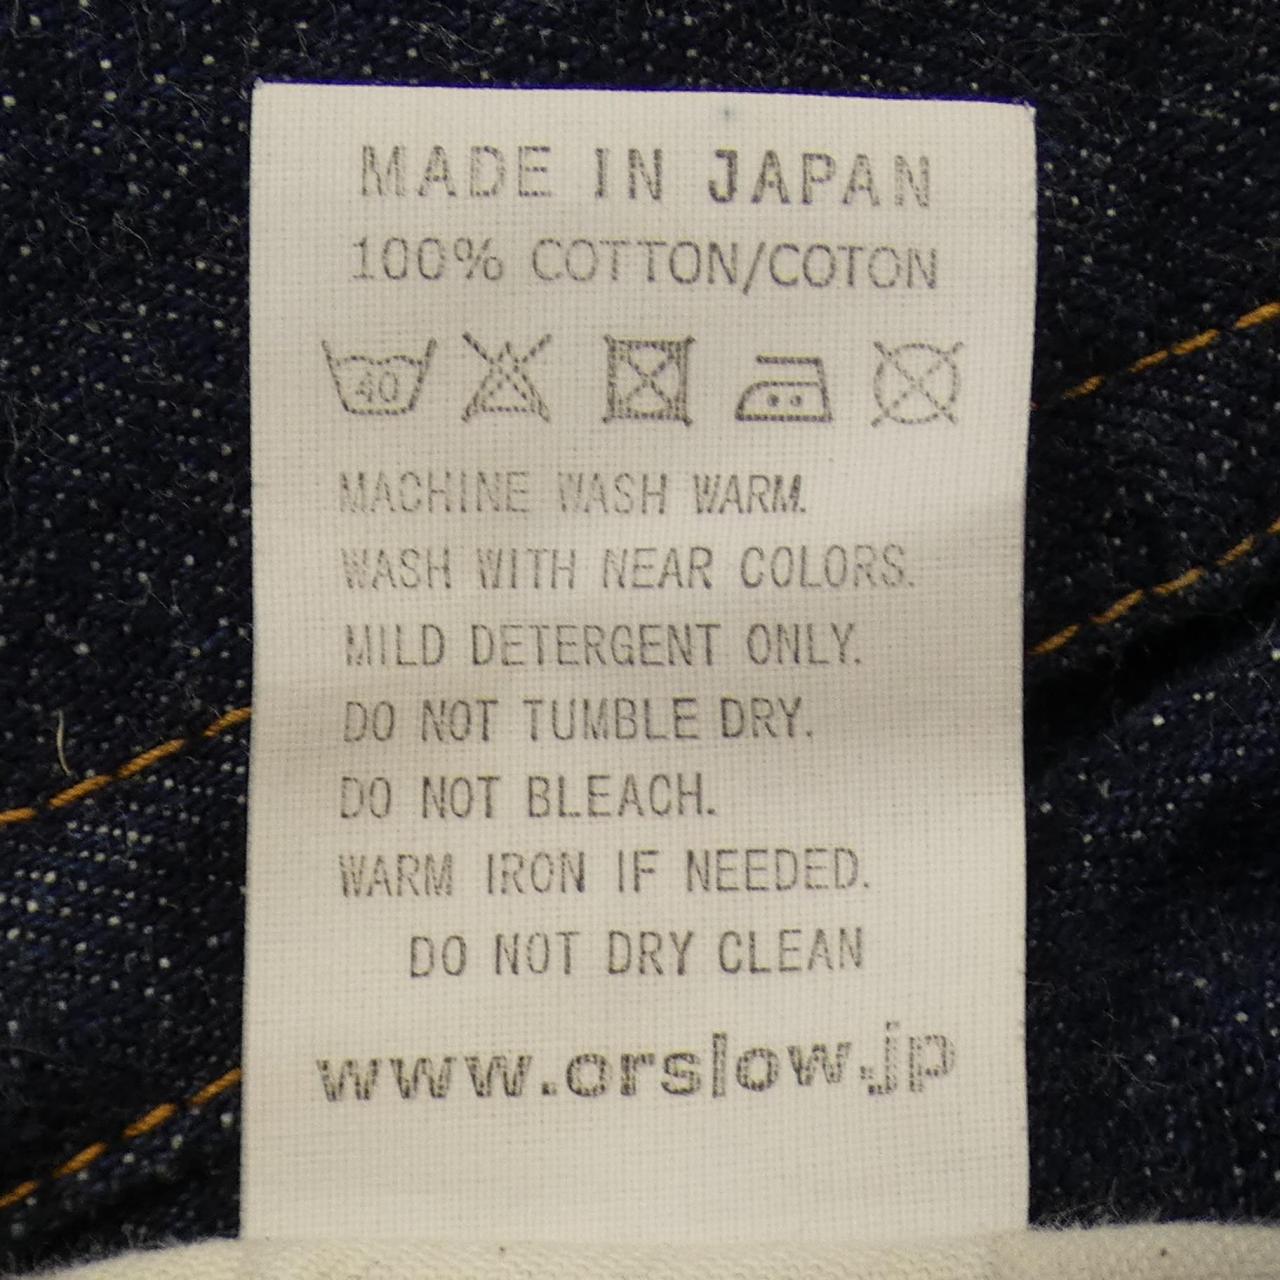 MADE IN JAPAN
100% COTTON/COTON
40
MACHINE WASH WARM.
WASH WITH NEAR COLORS.
MILD DETERGENT ONLY.
DO NOT TUMBLE DRY.
DO NOT BLEACH.
WARM IRON IF NEEDED.
DO NOT DRY CLEAN
www.orslow.jp